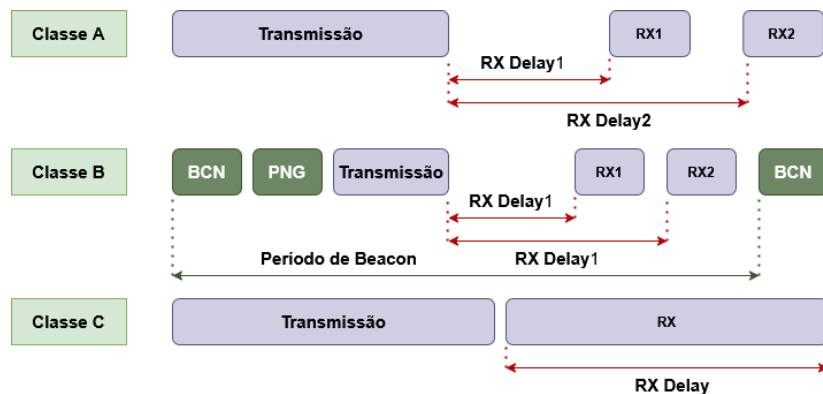 Classe A
Transmissão
RX1
RX2
RX Delay1
RX Delay2
Classe B
BCN
PNG
Transmissão
RX1
RX2
BCN
RX Delay1
Período de Beacon
RX Delay1
Classe C
Transmissão
RX
RX Delay